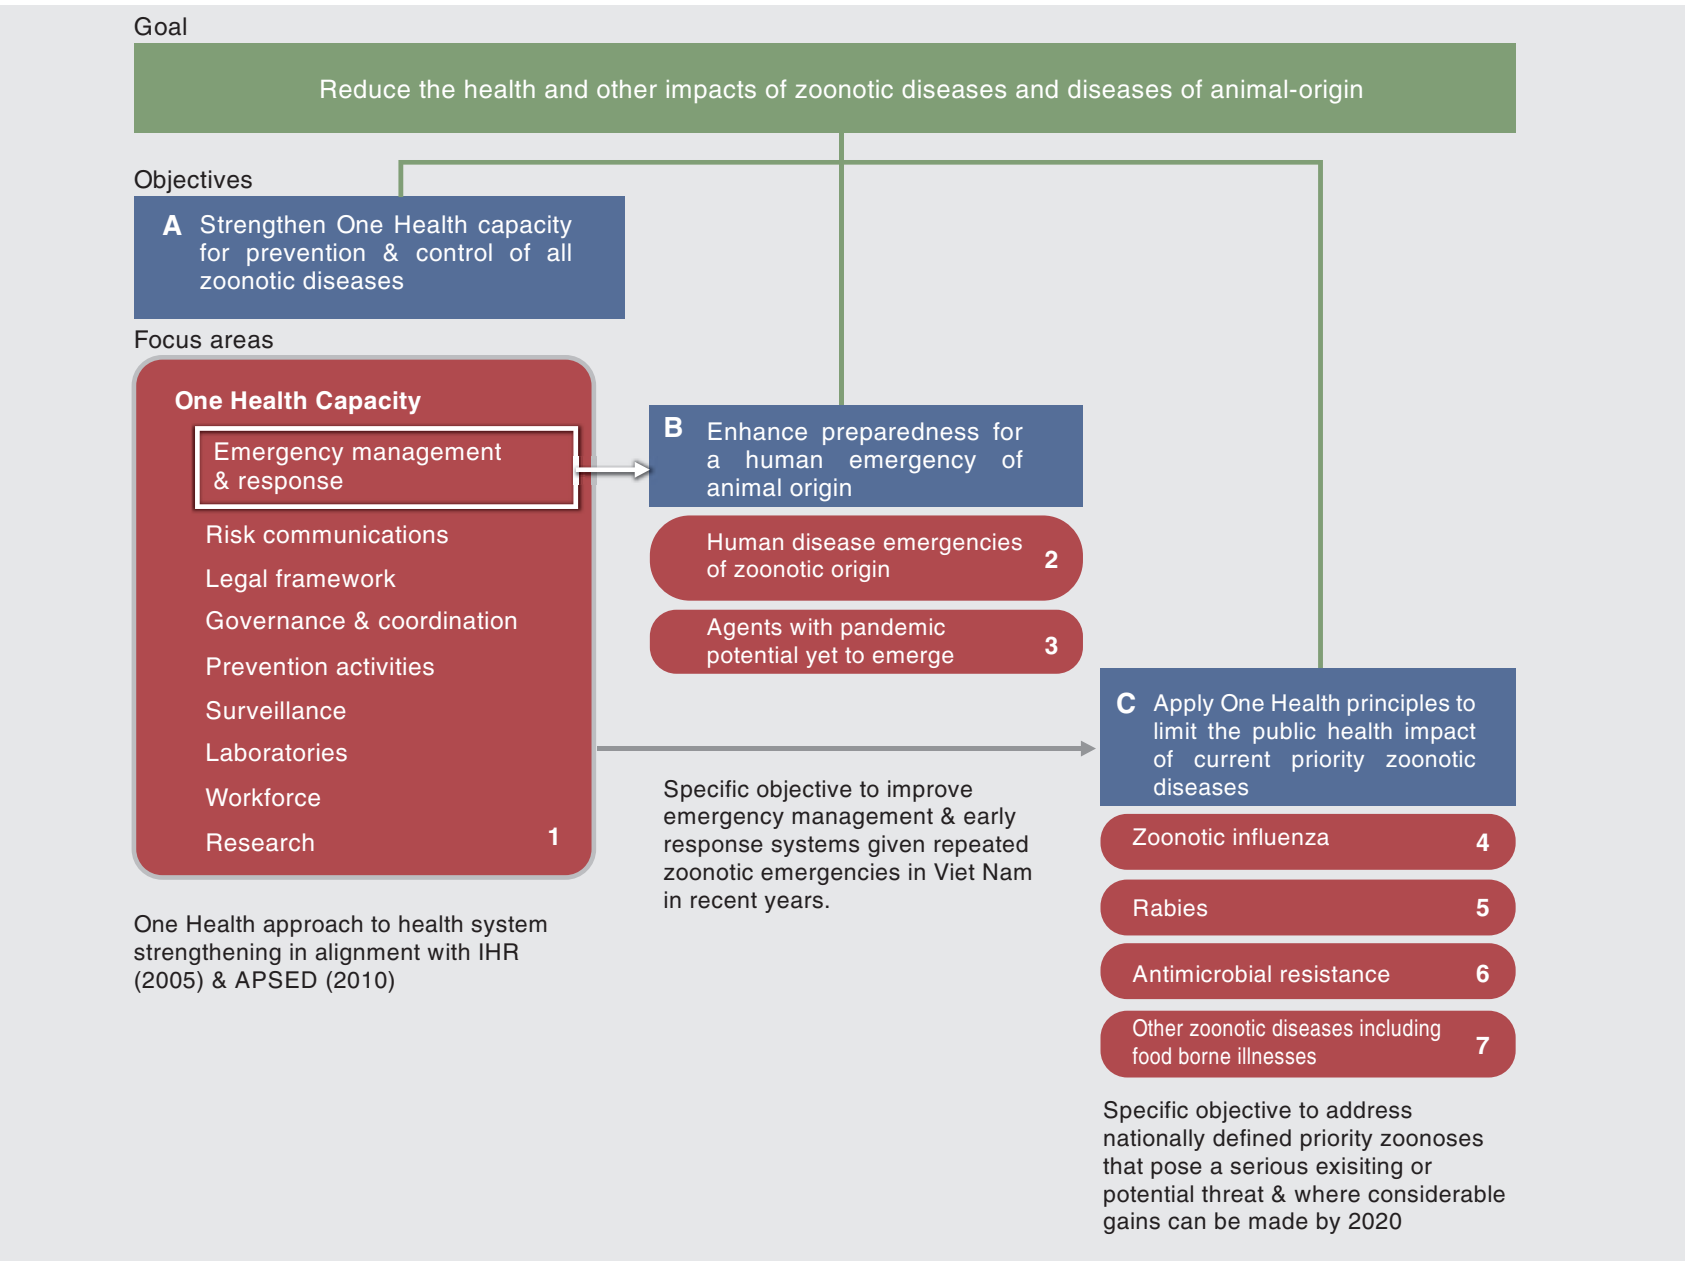 Goal
Reduce the health and other impacts of zoonotic diseases and diseases of animal-origin
Objectives
A Strengthen One Health capacity
for prevention & control of all
zoonotic diseases
Focus areas
One Health Capacity
Emergency management
& response
Risk communications
Legal framework
Governance & coordination
Prevention activities
Surveillance
Laboratories
Workforce
Research 1
One Health approach to health system
strengthening in alignment with IHR
(2005) & APSED (2010)
B Enhance preparedness for
a human emergency of
animal origin
Human disease emergencies
of zoonotic origin 2
Agents with pandemic
potential yet to emerge 3
Specific objective to improve
emergency management & early
response systems given repeated
zoonotic emergencies in Viet Nam
in recent years.
C Apply One Health principles to
limit the public health impact
of current priority zoonotic
diseases
Zoonotic influenza 4
Rabies 5
Antimicrobial resistance 6
Other zoonotic diseases including
food borne illnesses 7
Specific objective to address
nationally defined priority zoonoses
that pose a serious exisiting or
potential threat & where considerable
gains can be made by 2020